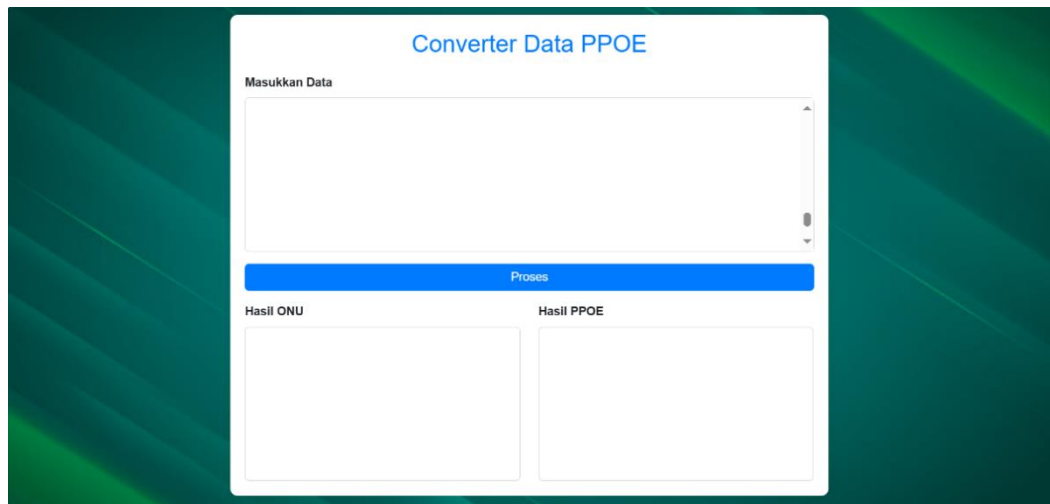 Converter Data PPOE
Masukkan Data
Proses
Hasil ONU
Hasil PPOE